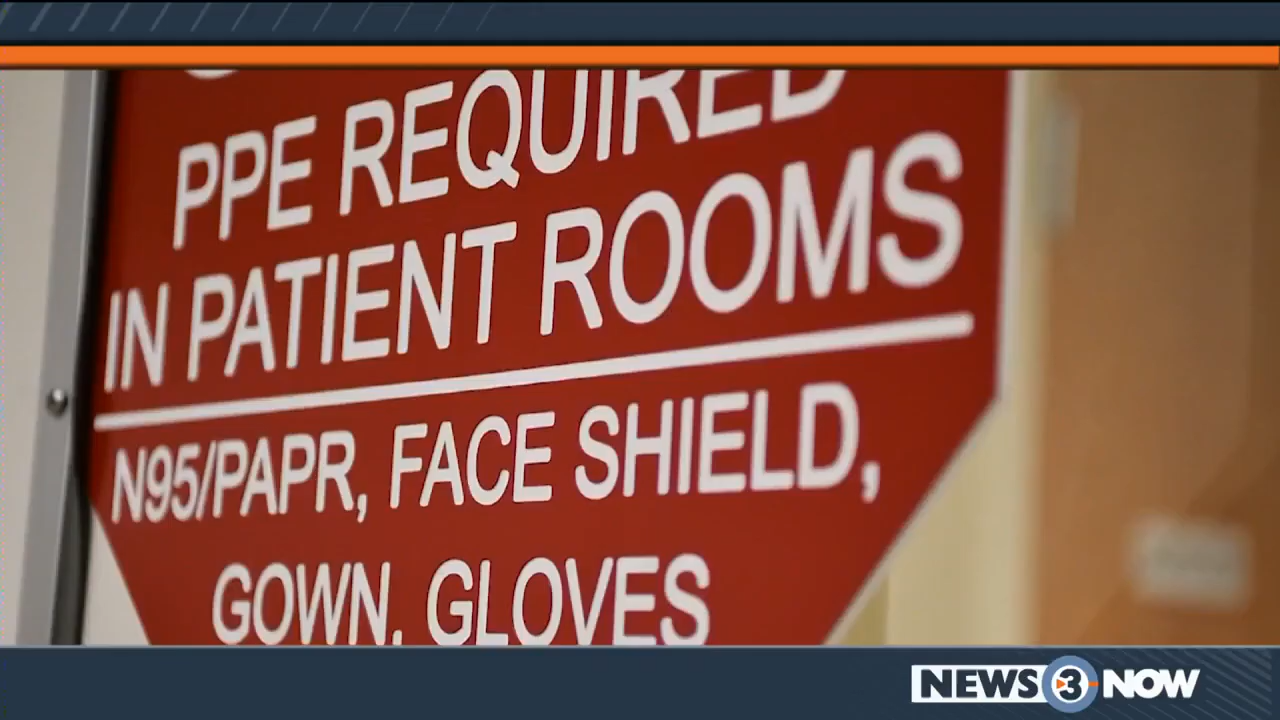 PPE REQUIRED
IN PATIENT ROOMS
N95/PAPR, FACE SHIELD,
GOWN, GLOVES
NEWS 3 NOW